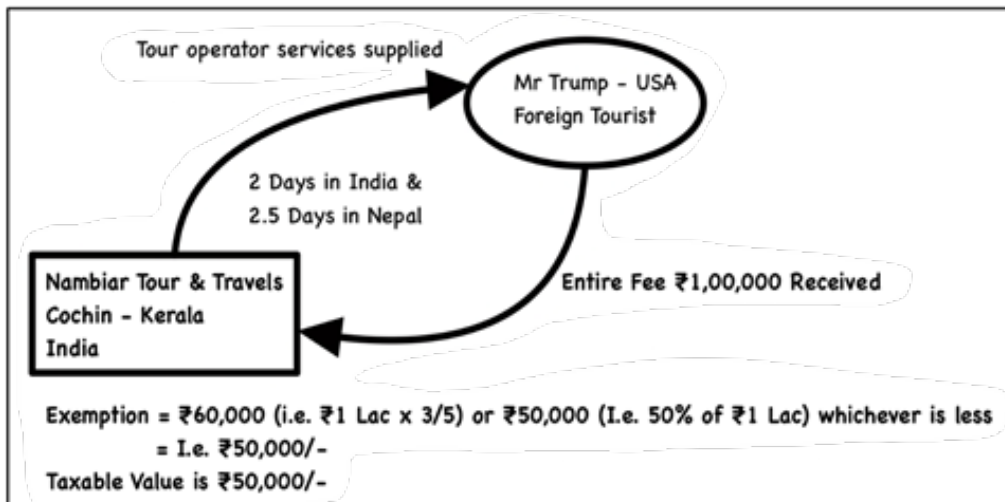 Tour operator services supplied
Mr Trump - USA
Foreign Tourist
2 Days in India &
2.5 Days in Nepal
Nambiar Tour & Travels
Cochin - Kerala
India
Entire Fee ₹1,00,000 Received
Exemption = ₹60,000 (i.e. ₹1 Lac x 3/5) or ₹50,000 (I.e. 50% of ₹1 Lac) whichever is less
= I.e. ₹50,000/-
Taxable Value is ₹50,000/-